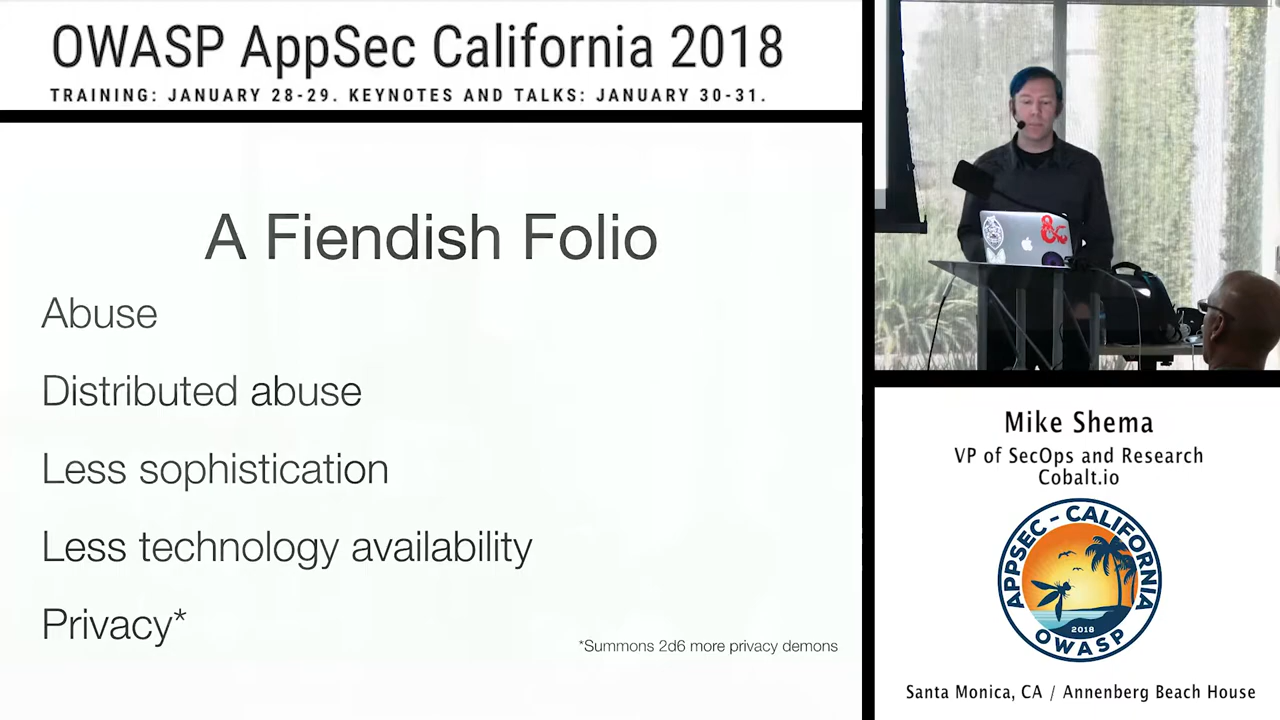 OWASP AppSec California 2018
TRAINING: JANUARY 28-29. KEYNOTES AND TALKS: JANUARY 30-31.
A Fiendish Folio
Abuse
Distributed abuse
Less sophistication
Less technology availability
Privacy*
*Summons 2d6 more privacy demons
Mike Shema
VP of SecOps and Research
Cobalt.io
APPSEC - CALIFORNIA
2018
OWASP
Santa Monica, CA / Annenberg Beach House